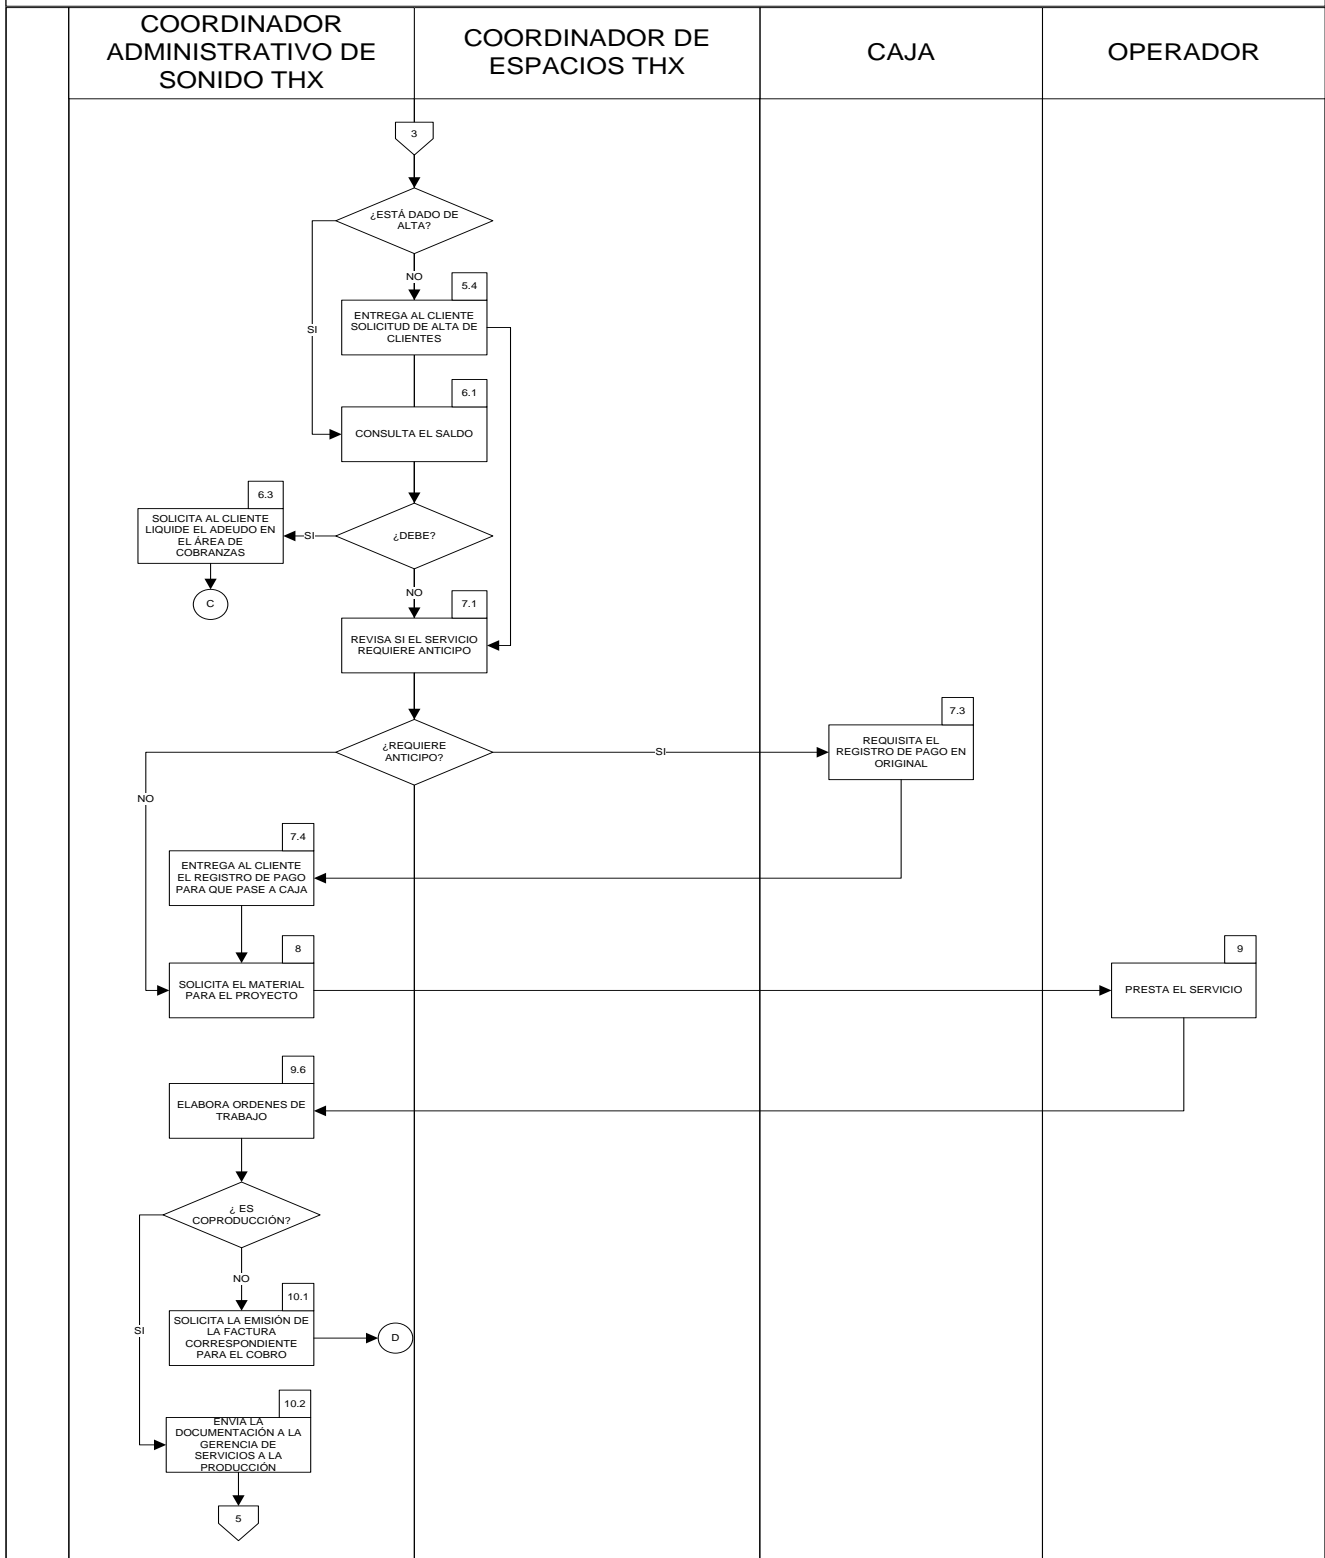 COORDINADOR
ADMINISTRATIVO DE
SONIDO THX
COORDINADOR DE
ESPACIOS THX
CAJA
OPERADOR
3
¿ESTÁ DADO DE
ALTA?
NO
SI
5.4
ENTREGA AL CLIENTE
SOLICITUD DE ALTA DE
CLIENTES
6.1
CONSULTA EL SALDO
6.3
SOLICITA AL CLIENTE
LIQUIDE EL ADEUDO EN
EL ÁREA DE
COBRANZAS
SI
¿DEBE?
C
NO
7.1
REVISA SI EL SERVICIO
REQUIERE ANTICIPO
¿REQUIERE
ANTICIPO?
SI
7.3
REQUISITA EL
REGISTRO DE PAGO EN
ORIGINAL
NO
7.4
ENTREGA AL CLIENTE
EL REGISTRO DE PAGO
PARA QUE PASE A CAJA
8
SOLICITA EL MATERIAL
PARA EL PROYECTO
9
PRESTA EL SERVICIO
9.6
ELABORA ORDENES DE
TRABAJO
¿ ES
COPRODUCCIÓN?
NO
SI
10.1
SOLICITA LA EMISIÓN DE
LA FACTURA
CORRESPONDIENTE
PARA EL COBRO
D
10.2
ENVIA LA
DOCUMENTACIÓN A LA
GERENCIA DE
SERVICIOS A LA
PRODUCCIÓN
5